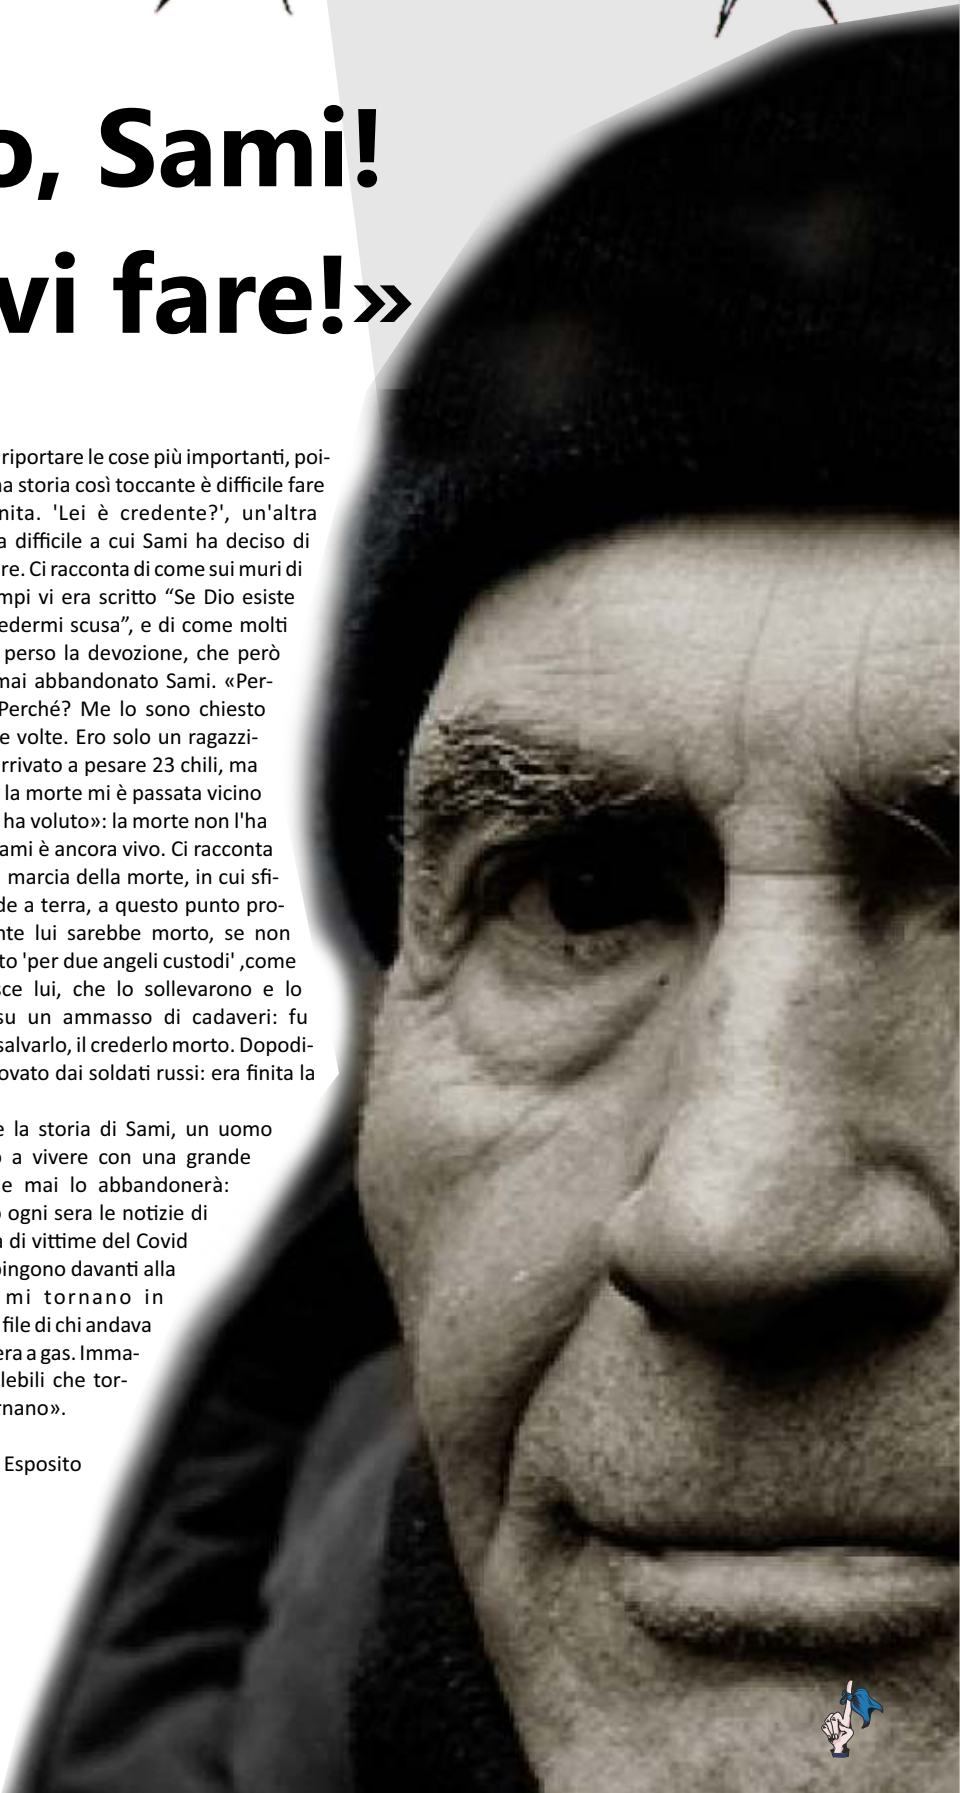 o, Sami!
vi fare!»
riportare le cose più importanti, poi-
na storia così toccante è difficile fare
nita. 'Lei è credente?', un'altra
a difficile a cui Sami ha deciso di
re. Ci racconta di come sui muri di
mpi vi era scritto “Se Dio esiste
edermi scusa”, e di come molti
perso la devozione, che però
mai abbandonato Sami. «Per-
Perché? Me lo sono chiesto
e volte. Ero solo un ragazzi-
rrivato a pesare 23 chili, ma
la morte mi è passata vicino
ha voluto»: la morte non l'ha
ami è ancora vivo. Ci racconta
marcia della morte, in cui sfi-
de a terra, a questo punto pro-
nte lui sarebbe morto, se non
to 'per due angeli custodi' ,come
sce lui, che lo sollevarono e lo
su un ammasso di cadaveri: fu
salvarlo, il crederlo morto. Dopodi-
ovato dai soldati russi: era finita la
e la storia di Sami, un uomo
o a vivere con una grande
e mai lo abbandonerà:
o ogni sera le notizie di
a di vittime del Covid
pingono davanti alla
mi tornano in
file di chi andava
era a gas. Imma-
lebili che tor-
rnano».
Esposito